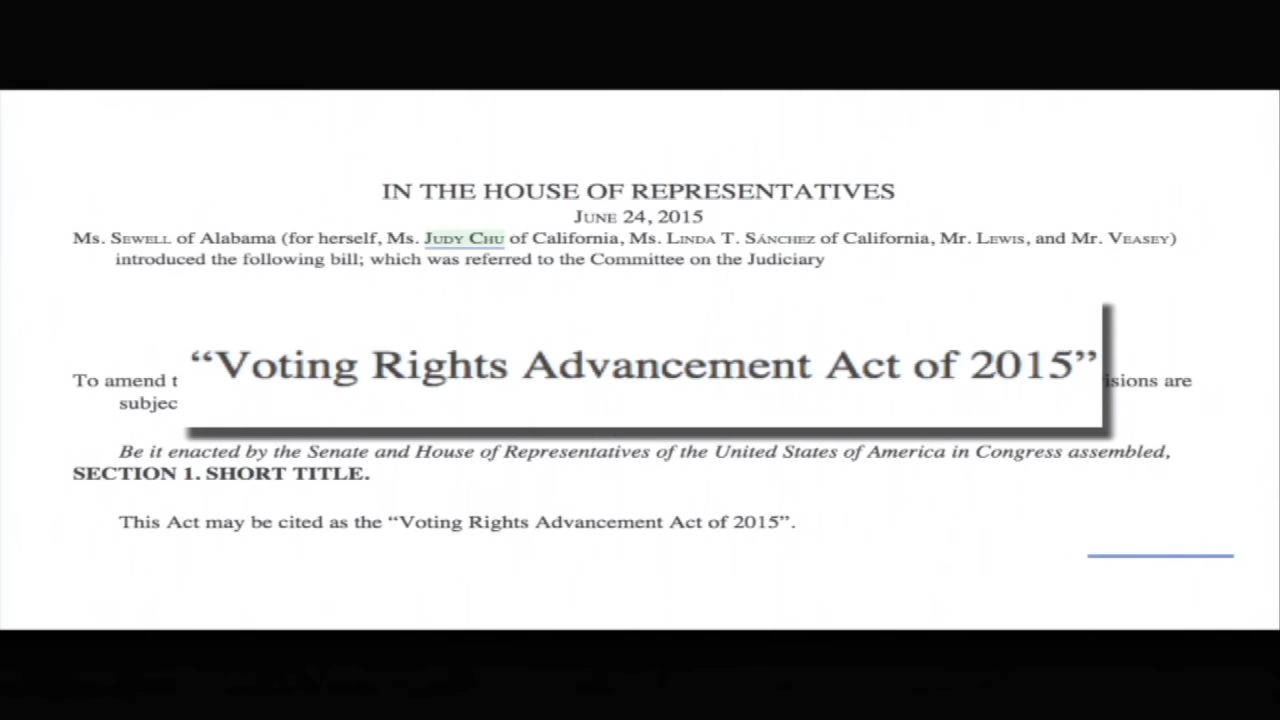 IN THE HOUSE OF REPRESENTATIVES
JUNE 24, 2015
Ms. SEWELL of Alabama (for herself, Ms. JUDY CHU of California, Ms. LINDA T. SÁNCHEZ of California, Mr. LEWIS, and Mr. VEASEY)
introduced the following bill; which was referred to the Committee on the Judiciary
“Voting Rights Advancement Act of 2015”
To amend t
isions are
subjec
Be it enacted by the Senate and House of Representatives of the United States of America in Congress assembled,
SECTION 1. SHORT TITLE.
This Act may be cited as the “Voting Rights Advancement Act of 2015”.